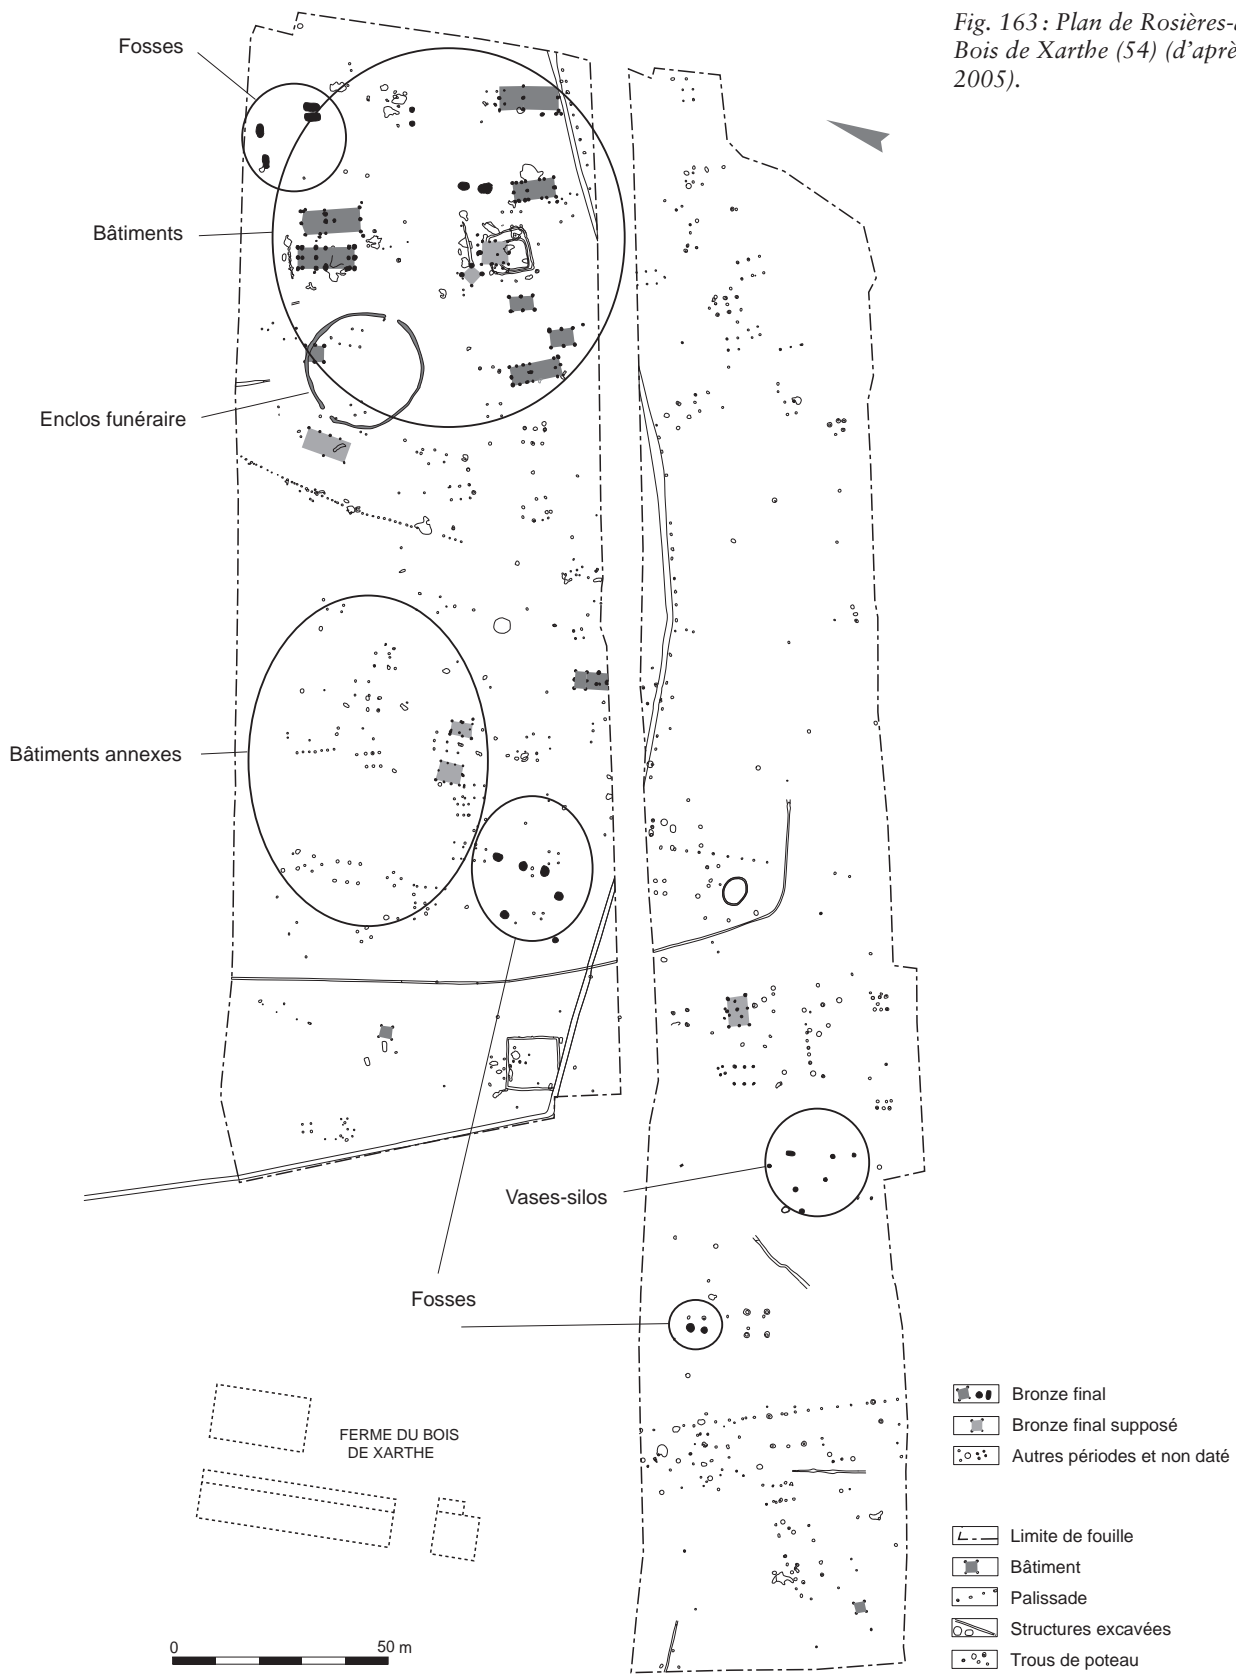 Fig. 163 : Plan de Rosières-
Bois de Xarthe (54) (d'aprè
2005).
Fosses
Bâtiments
Enclos funéraire
Bâtiments annexes
Vases-silos
Fosses
FERME DU BOIS
DE XARTHE
Bronze final
Bronze final supposé
Autres périodes et non daté
Limite de fouille
Bâtiment
Palissade
Structures excavées
Trous de poteau
0
50 m